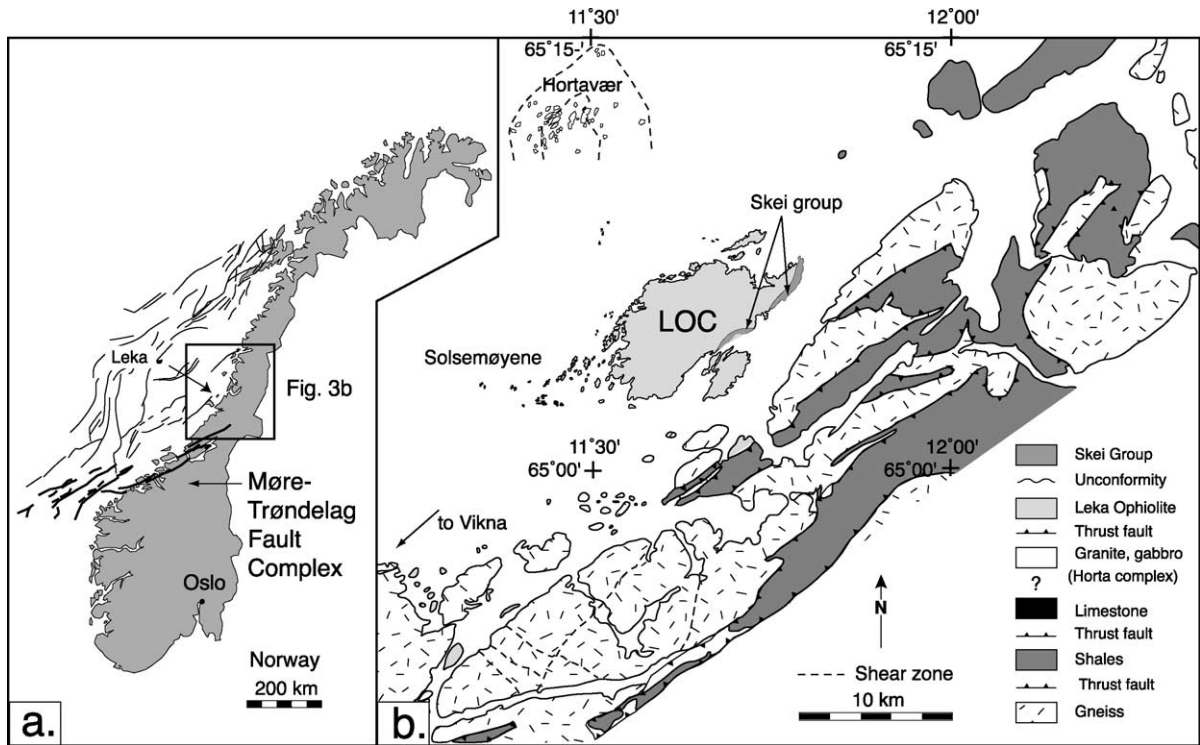 11˚30'
12˚00'
65˚15-'
65˚15'
Hortavær
Skei group
LOC
Solsemøyene
Leka
Fig. 3b
Møre-
Trøndelag
Fault
Complex
Oslo
Norway
200 km
a.
11˚30'
65˚00'
12˚00'
65˚00'
to Vikna
N
Shear zone
10 km
b.
Skei Group
Unconformity
Leka Ophiolite
Thrust fault
Granite, gabbro
(Horta complex)
?
Limestone
Thrust fault
Shales
Thrust fault
Gneiss